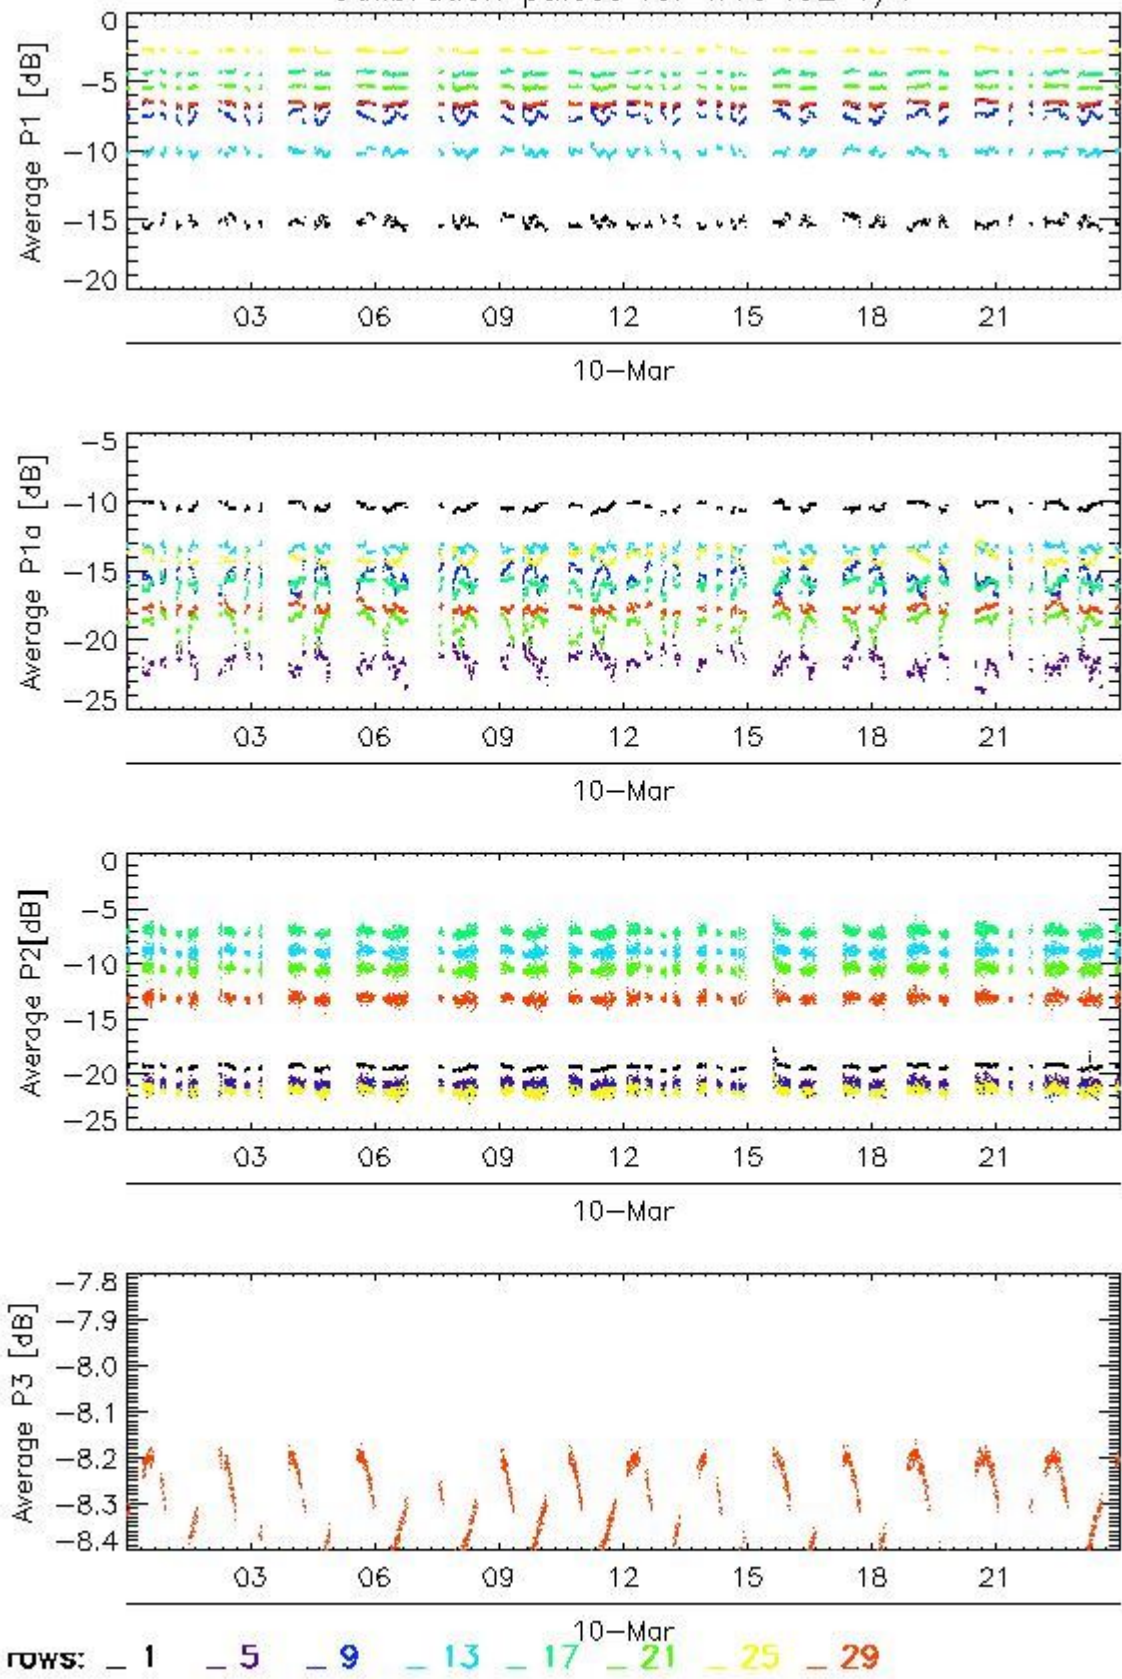 0
−5
−10
−15
−20
Average P1 [dB]
03 06 09 12 15 18 21
10−Mar
−5
−10
−15
−20
−25
Average P1a [dB]
03 06 09 12 15 18 21
10−Mar
0
−5
−10
−15
−20
−25
Average P2[dB]
03 06 09 12 15 18 21
10−Mar
−7.8
−7.9
−8.0
−8.1
−8.2
−8.3
−8.4
Average P3 [dB]
03 06 09 12 15 18 21
10−Mar
rows: _ 1 _ 5 _ 9 _ 13 _ 17 _ 21 _ 25 _ 29